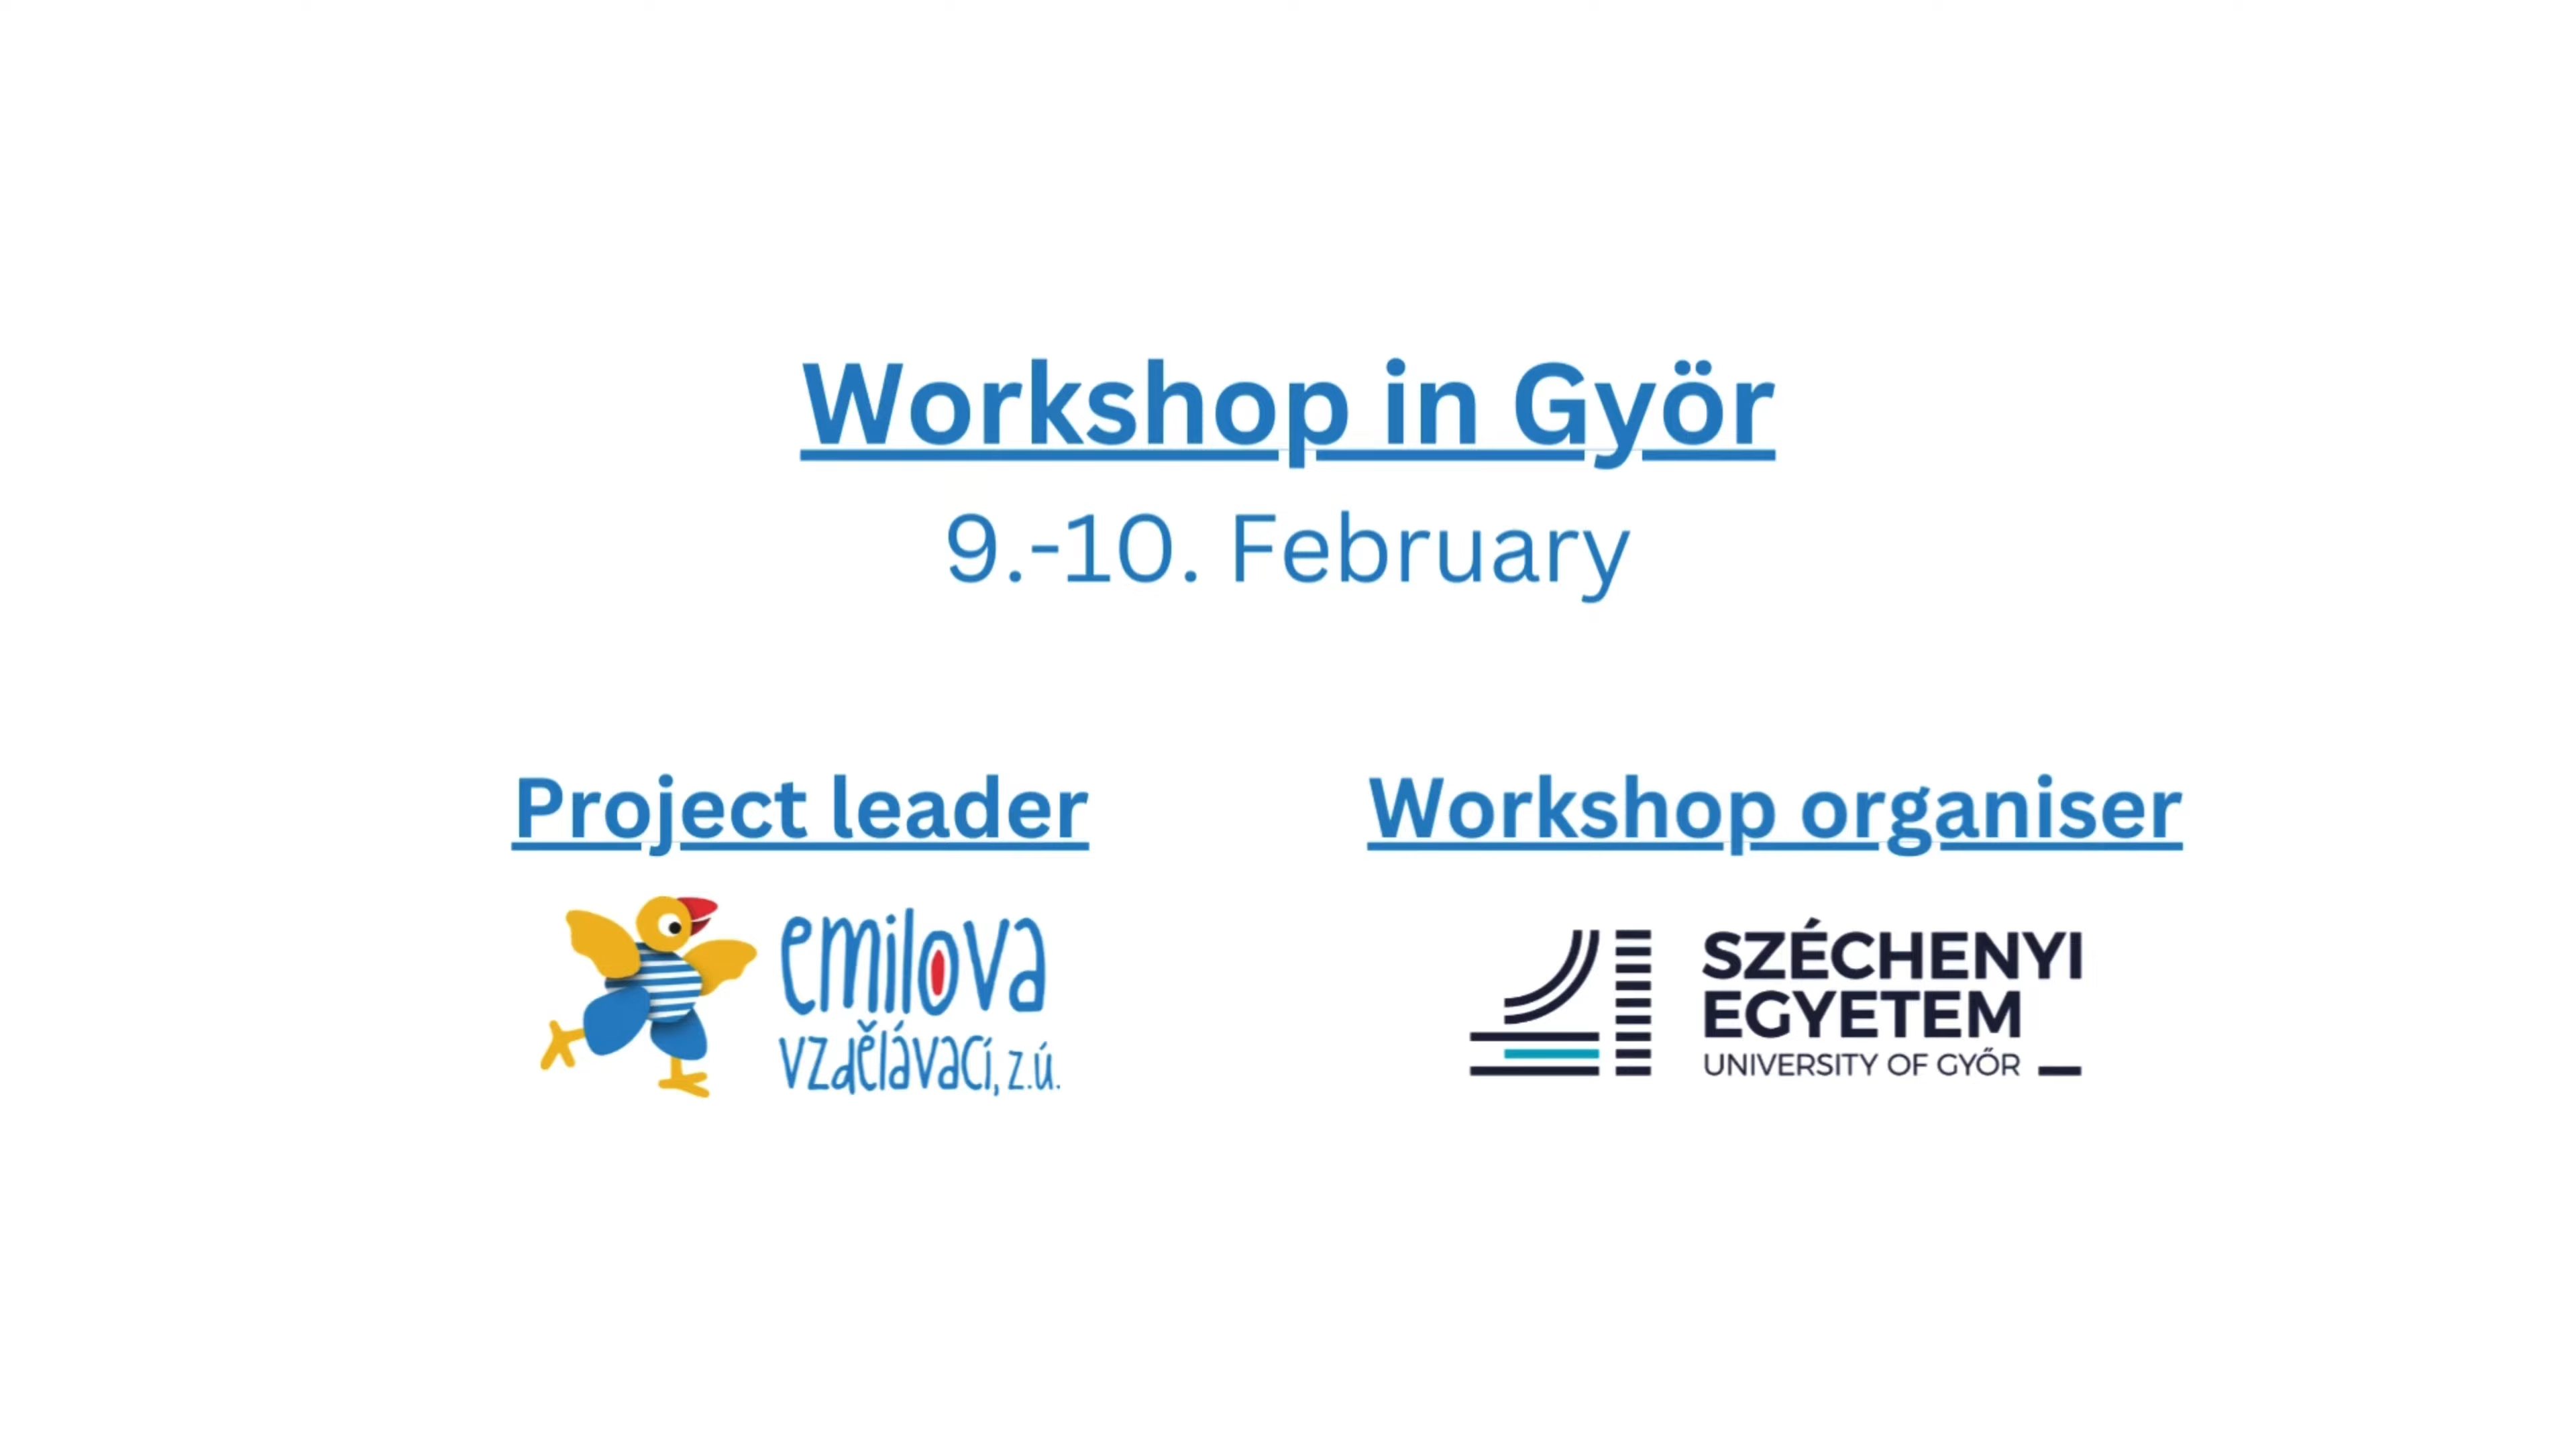 Workshop in Györ
9.-10. February
Project leader
Workshop organiser
emilova
vzdělávací, z.ú.
SZÉCHENYI
EGYETEM
UNIVERSITY OF GYŐR